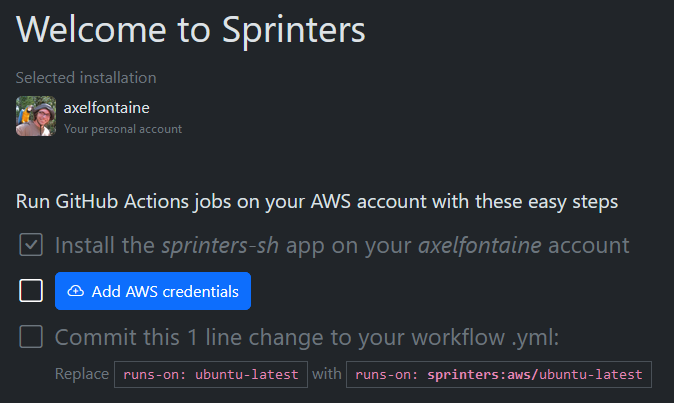 Welcome to Sprinters
Selected installation
axelfontaine
Your personal account
Run GitHub Actions jobs on your AWS account with these easy steps
Install the sprinters-sh app on your axelfontaine account
Add AWS credentials
Commit this 1 line change to your workflow .yml:
Replace runs-on: ubuntu-latest with runs-on: sprinters:aws/ubuntu-latest